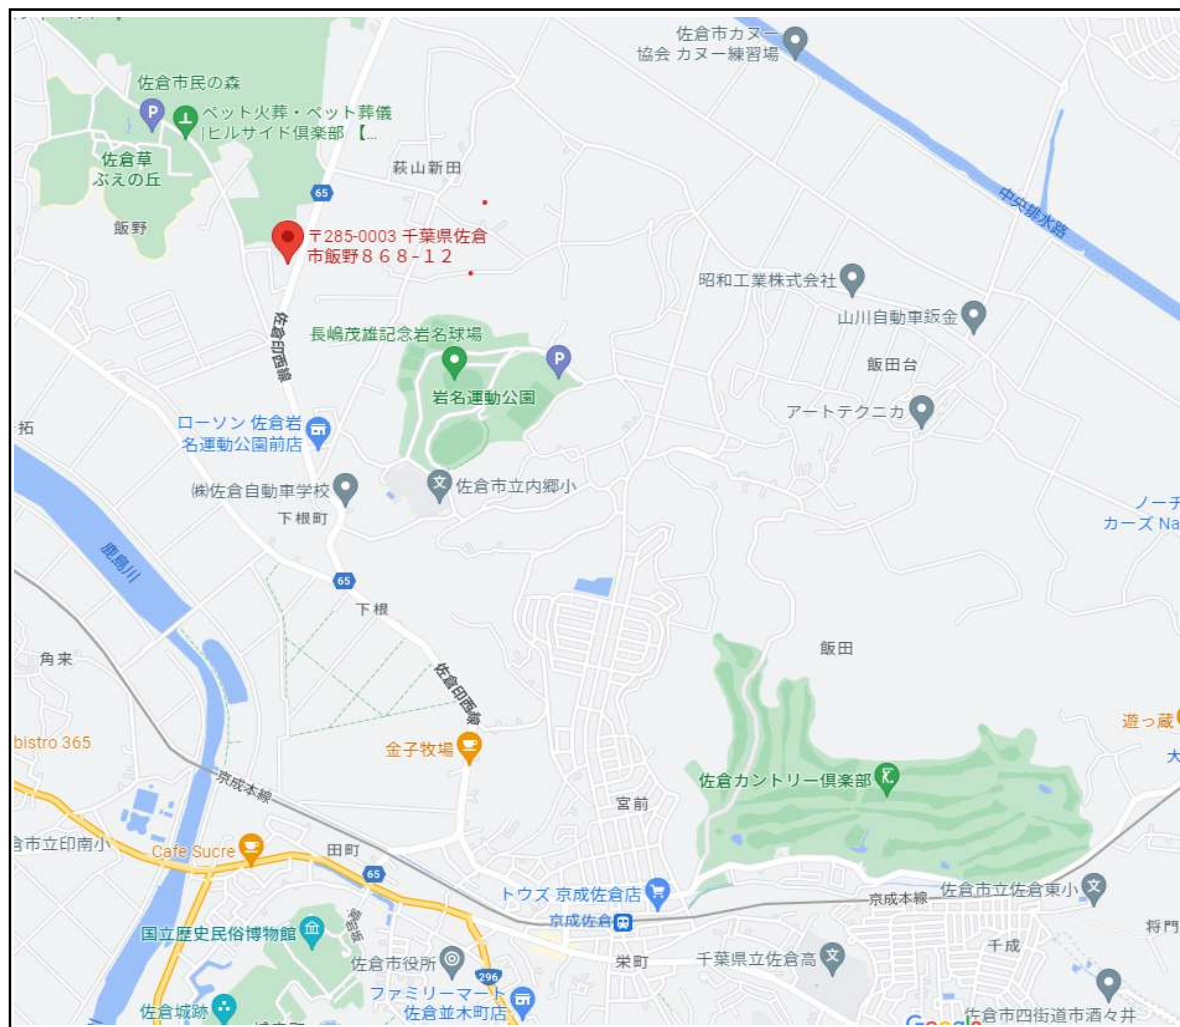 佐倉市カヌー
協会 カヌー練習場
佐倉市民の森
P
ペット火葬・ペット葬儀
|ヒルサイド倶楽部 【...
佐倉草
ぶえの丘
萩山新田
65
飯野
中央排水路
〒285-0003 千葉県佐倉
市飯野８６８−１２
昭和工業株式会社
山川自動車鈑金
佐倉印西線
長嶋茂雄記念岩名球場
P
飯田台
岩名運動公園
アートテクニカ
ローソン 佐倉岩
名運動公園前店
拓
㈱佐倉自動車学校
文
佐倉市立内郷小
下根町
ノーチ
カーズ Na
鹿島川
65
下根
飯田
角来
佐倉印西線
bistro 365
金子牧場
遊っ蔵
大
佐倉カントリー倶楽部
京成本線
宮前
倉市立印南小
Cafe Sucre
田町
65
トウズ 京成佐倉店
京成本線
佐倉市立佐倉東小
文
京成佐倉
国立歴史民俗博物館
将門
佐倉市役所
栄町
千葉県立佐倉高
文
千成
296
ファミリーマート
佐倉並木町店
佐倉城跡
佐倉市四街道市酒々井
Google